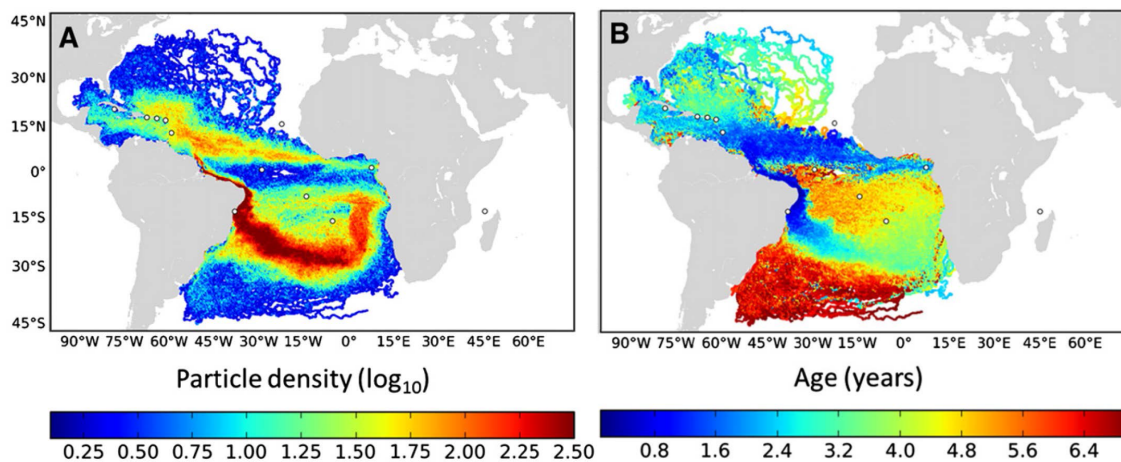 A
B
45°N
30°N
15°N
0°
15°S
30°S
45°S
90°W 75°W 60°W 45°W 30°W 15°W 0° 15°E 30°E 45°E 60°E
90°W 75°W 60°W 45°W 30°W 15°W 0° 15°E 30°E 45°E 60°E
Particle density (log10)
Age (years)
0.25 0.50 0.75 1.00 1.25 1.50 1.75 2.00 2.25 2.50
0.8 1.6 2.4 3.2 4.0 4.8 5.6 6.4